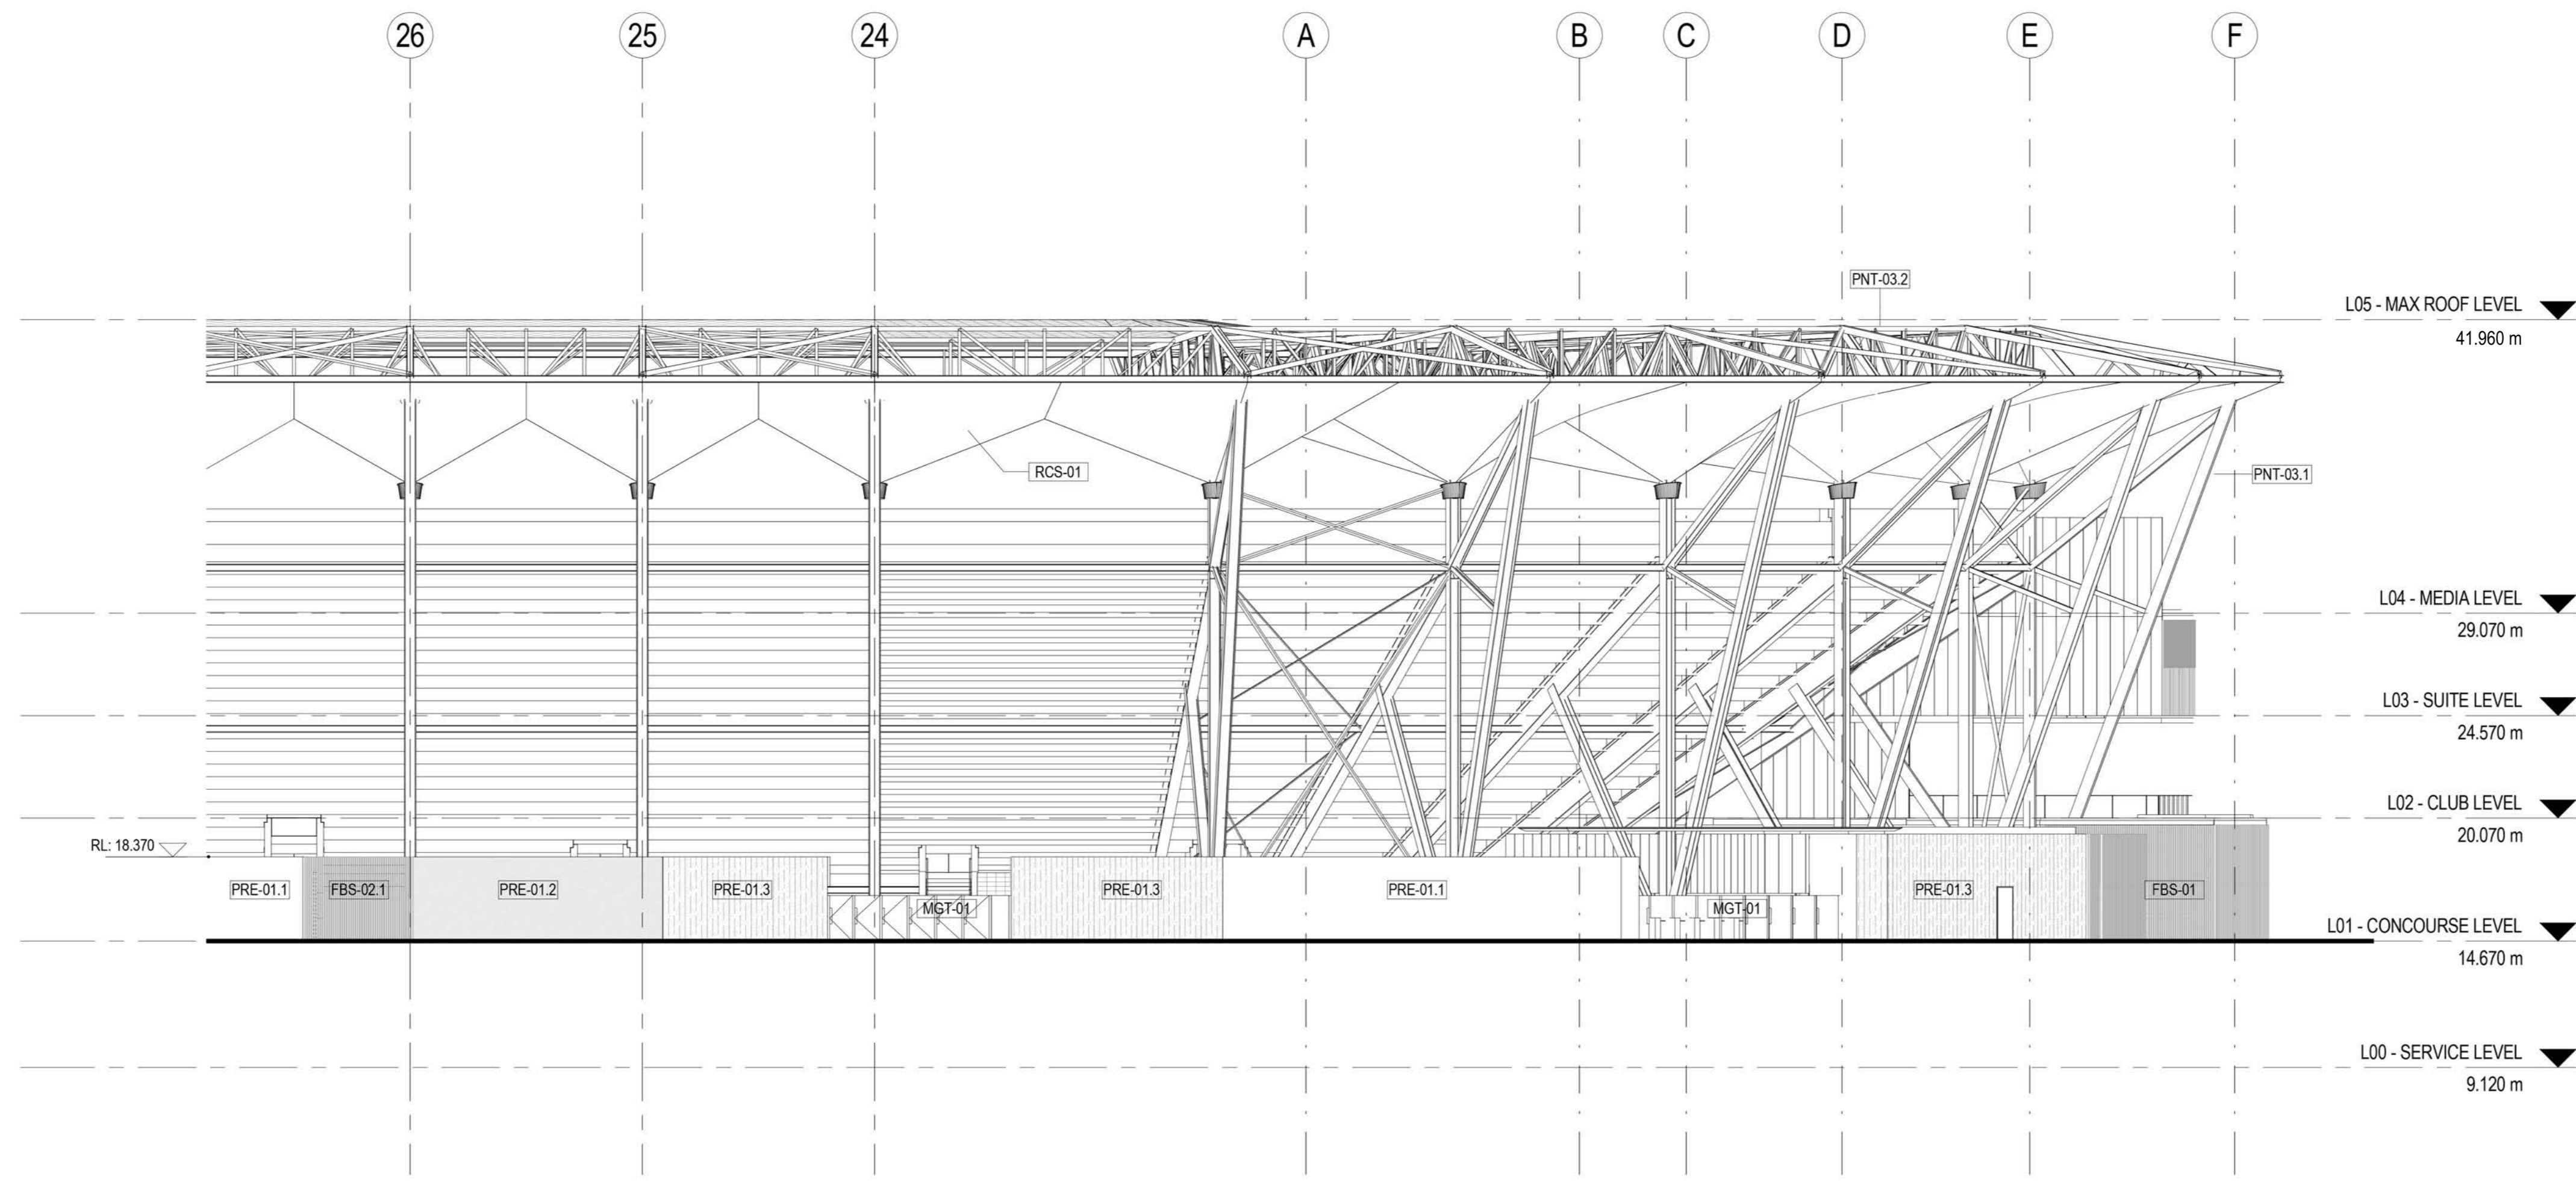 26
25
24
A
B
C
D
E
F
PNT-03.2
L05 - MAX ROOF LEVEL
41.960 m
RCS-01
PNT-03.1
L04 - MEDIA LEVEL
29.070 m
L03 - SUITE LEVEL
24.570 m
L02 - CLUB LEVEL
20.070 m
RL: 18.370
PRE-01.1
FBS-02.1
PRE-01.2
PRE-01.3
MGT-01
PRE-01.3
PRE-01.1
MGT-01
PRE-01.3
FBS-01
L01 - CONCOURSE LEVEL
14.670 m
L00 - SERVICE LEVEL
9.120 m